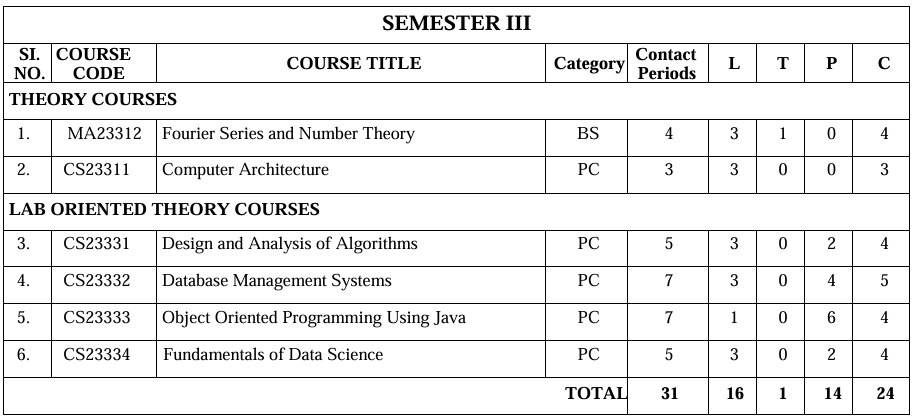 SEMESTER III
SI. NO. COURSE CODE COURSE TITLE Category Contact Periods L T P C
THEORY COURSES
1. MA23312 Fourier Series and Number Theory BS 4 3 1 0 4
2. CS23311 Computer Architecture PC 3 3 0 0 3
LAB ORIENTED THEORY COURSES
3. CS23331 Design and Analysis of Algorithms PC 5 3 0 2 4
4. CS23332 Database Management Systems PC 7 3 0 4 5
5. CS23333 Object Oriented Programming Using Java PC 7 1 0 6 4
6. CS23334 Fundamentals of Data Science PC 5 3 0 2 4
TOTAL 31 16 1 14 24